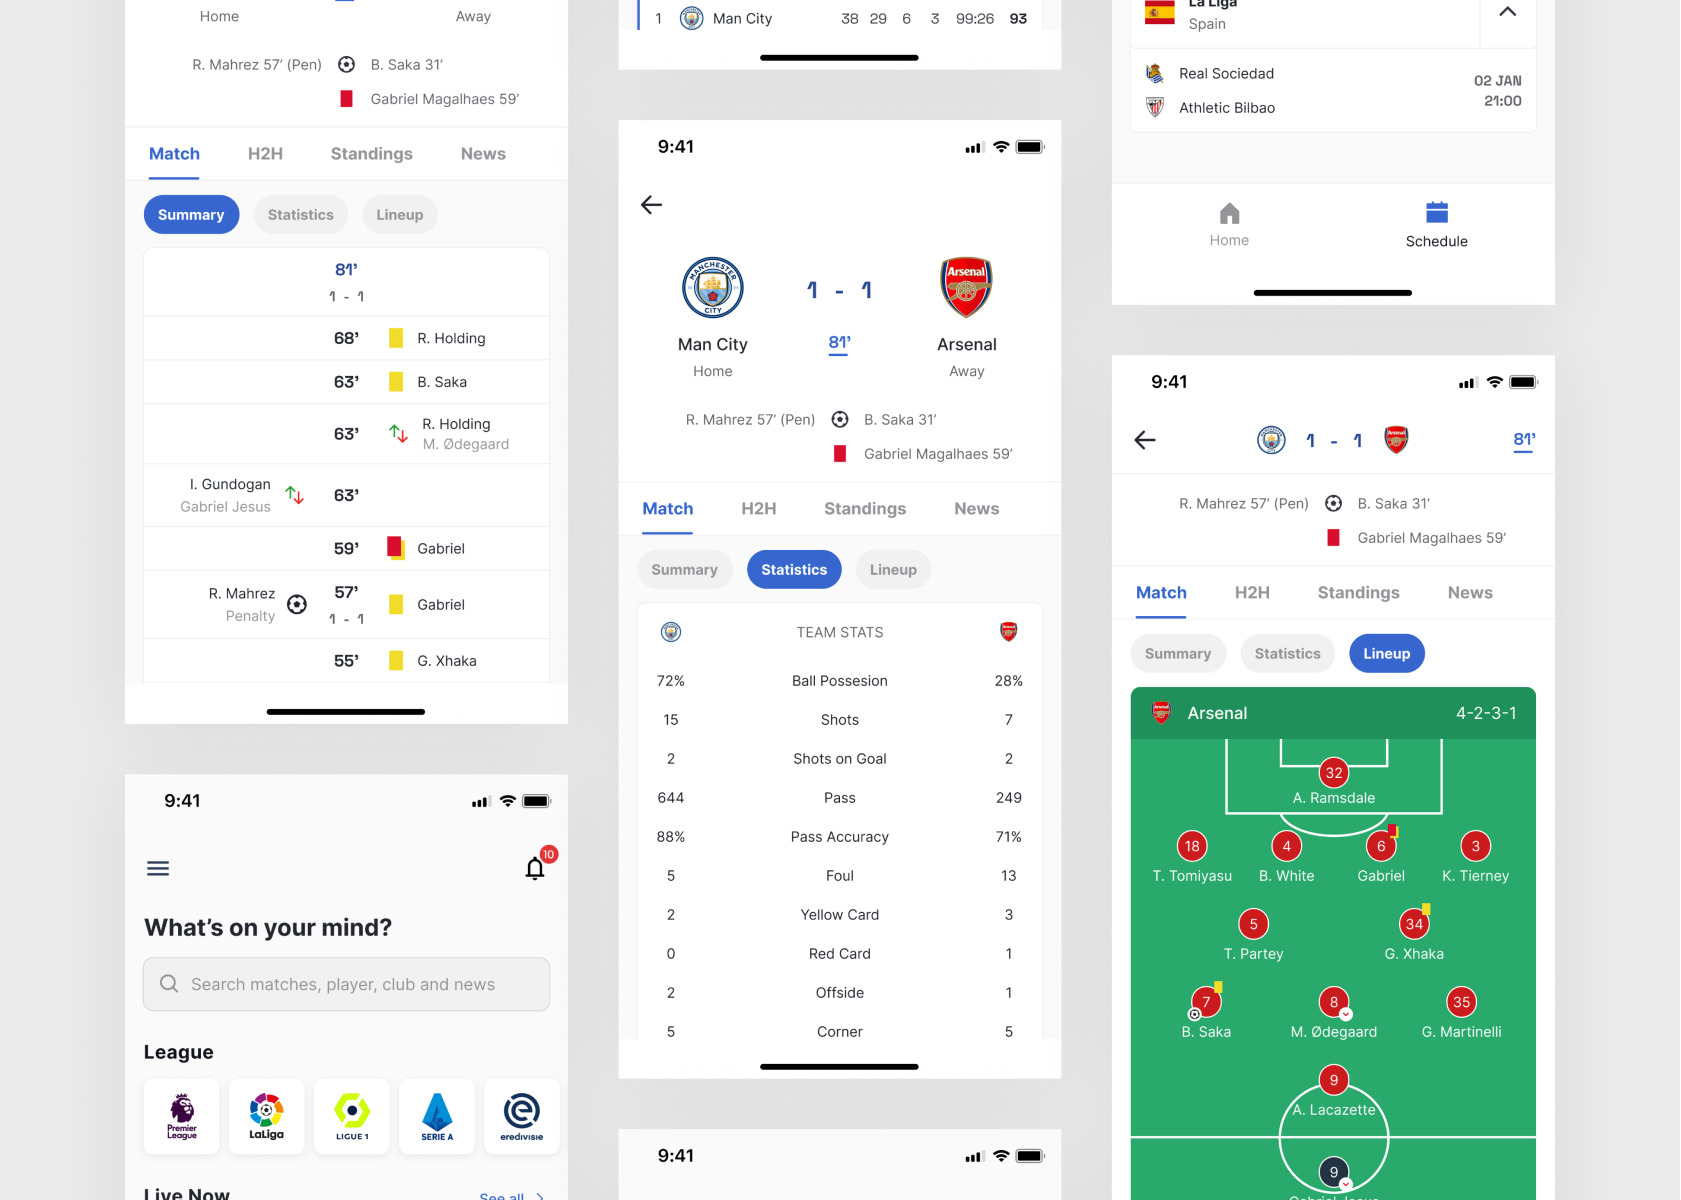 Home Away
R. Mahrez 57’ (Pen) B. Saka 31’
Gabriel Magalhaes 59’
Match H2H Standings News
Summary Statistics Lineup
81’
1 - 1
68’ R. Holding
63’ B. Saka
63’ R. Holding
M. Ødegaard
I. Gundogan
Gabriel Jesus 63’
59’ Gabriel
R. Mahrez 57’
Penalty 1 - 1 Gabriel
55’ G. Xhaka
9:41
10
What’s on your mind?
Search matches, player, club and news
League
Premier League
LaLiga
LIGUE 1
SERIE A
eredivisie
Live Now See all
1 Man City 38 29 6 3 99:26 93
9:41
MANCHESTER CITY
1 - 1
Arsenal
Man City 81’ Arsenal
Home Away
R. Mahrez 57’ (Pen) B. Saka 31’
Gabriel Magalhaes 59’
Match H2H Standings News
Summary Statistics Lineup
TEAM STATS
72% Ball Possesion 28%
15 Shots 7
2 Shots on Goal 2
644 Pass 249
88% Pass Accuracy 71%
5 Foul 13
2 Yellow Card 3
0 Red Card 1
2 Offside 1
5 Corner 5
9:41
La Liga
Spain
Real Sociedad 02 JAN
Athletic Bilbao 21:00
Home Schedule
9:41
1 - 1 81’
R. Mahrez 57’ (Pen) B. Saka 31’
Gabriel Magalhaes 59’
Match H2H Standings News
Summary Statistics Lineup
Arsenal 4-2-3-1
32
A. Ramsdale
18 4 6 3
T. Tomiyasu B. White Gabriel K. Tierney
5 34
T. Partey G. Xhaka
7 8 35
B. Saka M. Ødegaard G. Martinelli
9
A. Lacazette
9
Gabriel Jesus